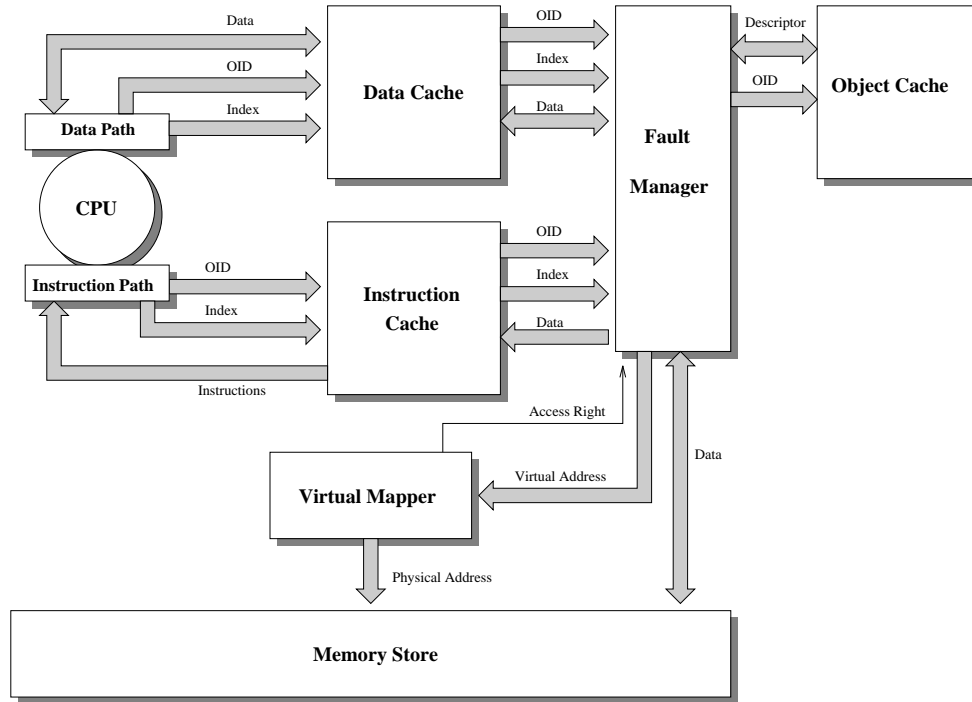 Data
OID
Index
Data Path
CPU
Instruction Path
OID
Index
Instructions
Data Cache
OID
Index
Data
Instruction
Cache
OID
Index
Data
Fault
Manager
Descriptor
OID
Object Cache
Access Right
Virtual Mapper
Virtual Address
Data
Physical Address
Memory Store